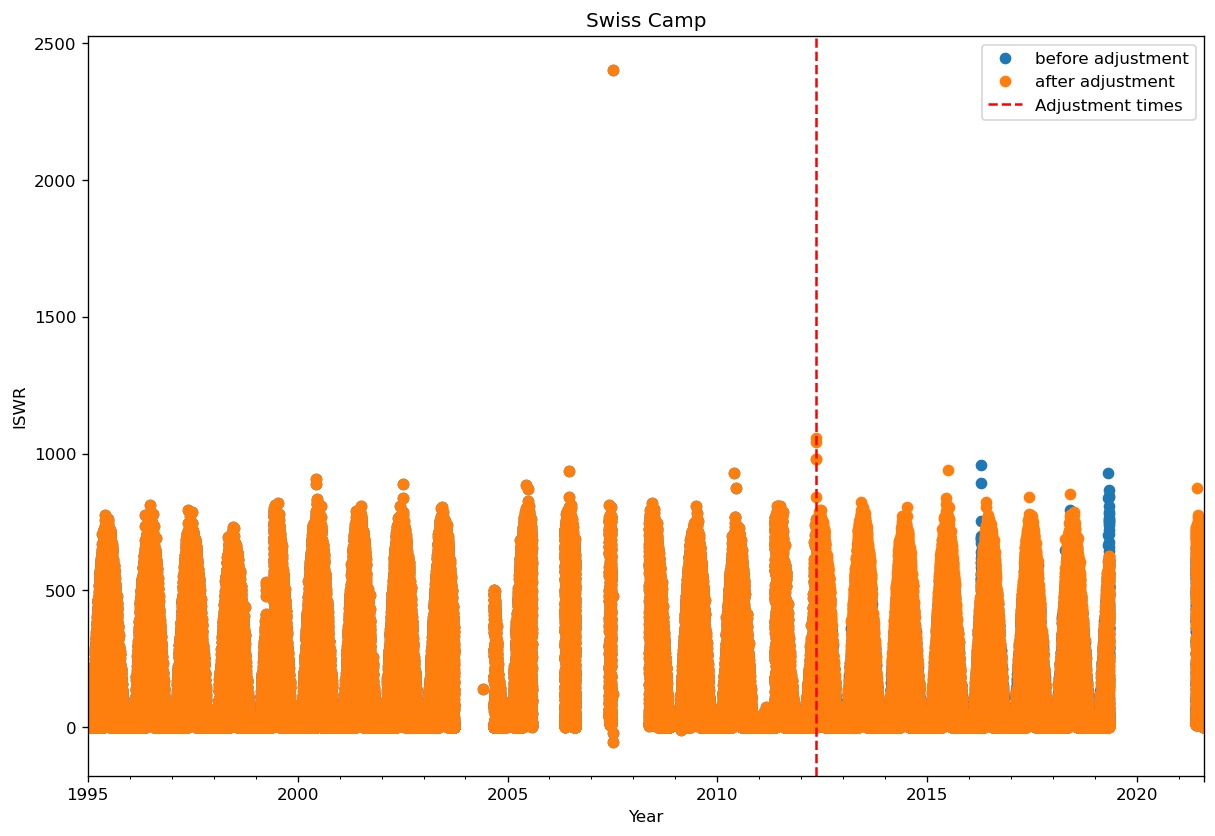 Swiss Camp
before adjustment
after adjustment
Adjustment times
ISWR
2500
2000
1500
1000
500
0
1995
2000
2005
2010
2015
2020
Year